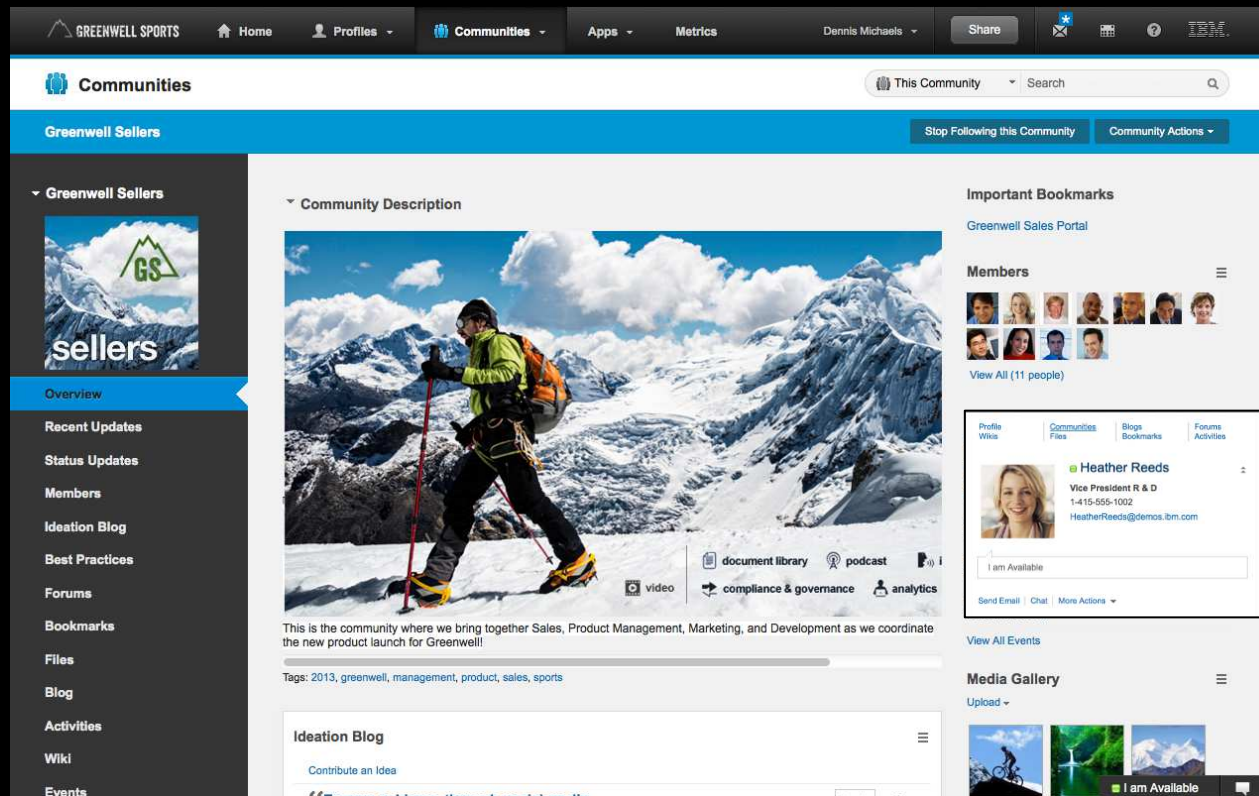 GREENWELL SPORTS Home Profiles Communities Apps Metrics Dennis Michaels Share IBM
Communities
This Community Search
Greenwell Sellers
Stop Following this Community Community Actions
Greenwell Sellers
GS
sellers
Overview
Recent Updates
Status Updates
Members
Ideation Blog
Best Practices
Forums
Bookmarks
Files
Blog
Activities
Wiki
Events
Community Description
document library podcast
video compliance & governance analytics
This is the community where we bring together Sales, Product Management, Marketing, and Development as we coordinate
the new product launch for Greenwell!
Tags: 2013, greenwell, management, product, sales, sports
Ideation Blog
Contribute an Idea
Important Bookmarks
Greenwell Sales Portal
Members
View All (11 people)
Profile Communities Blogs Forums
Wikis Files Bookmarks Activities
Heather Reeds
Vice President R & D
1-415-555-1002
HeatherReeds@demos.ibm.com
I am Available
Send Email Chat More Actions
View All Events
Media Gallery
Upload
I am Available